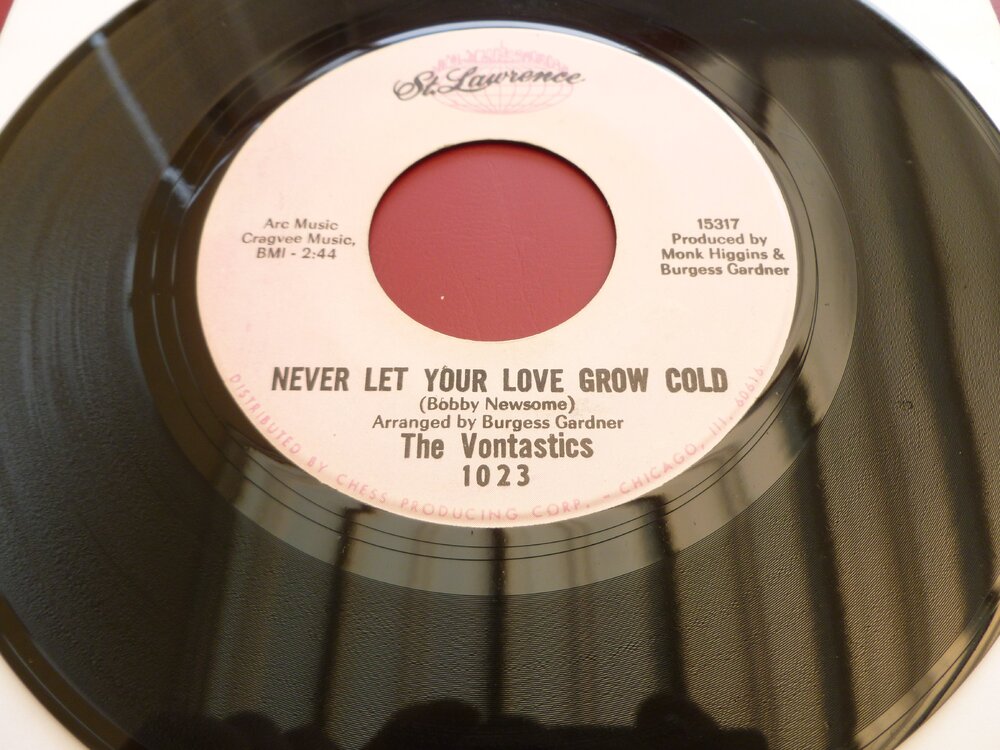 St. Lawrence
Arc Music
Cragvee Music,
BMI - 2:44
15317
Produced by
Monk Higgins &
Burgess Gardner
NEVER LET YOUR LOVE GROW COLD
(Bobby Newsome)
Arranged by Burgess Gardner
The Vontastics
1023
DISTRIBUTED BY CHESS PRODUCING CORP. - CHICAGO, Ill. 60616